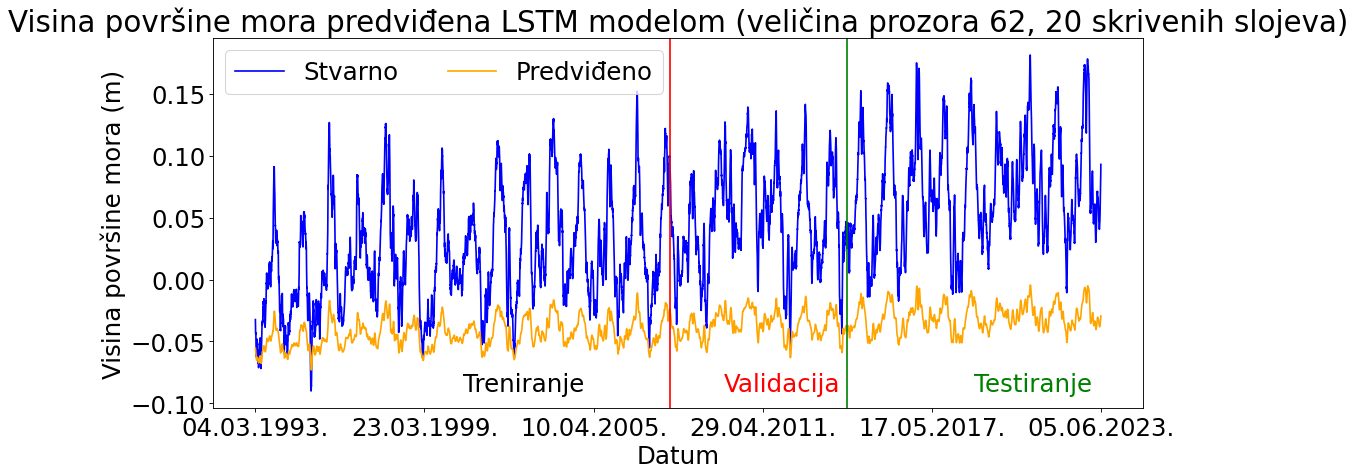 Visina površine mora predviđena LSTM modelom (veličina prozora 62, 20 skrivenih slojeva)
Stvarno Predviđeno
Visina površine mora (m)
0.15
0.10
0.05
0.00
−0.05
−0.10
Treniranje Validacija Testiranje
04.03.1993. 23.03.1999. 10.04.2005. 29.04.2011. 17.05.2017. 05.06.2023.
Datum